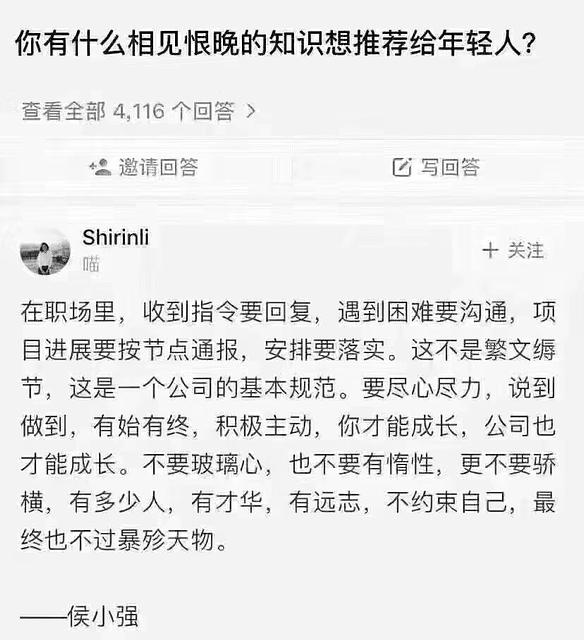 你有什么相见恨晚的知识想推荐给年轻人?
查看全部 4,116 个回答 >
邀请回答
写回答
Shirinli
喵
+ 关注
在职场里，收到指令要回复，遇到困难要沟通，项
目进展要按节点通报，安排要落实。这不是繁文缛
节，这是一个公司的基本规范。要尽心尽力，说到
做到，有始有终，积极主动，你才能成长，公司也
才能成长。不要玻璃心，也不要有惰性，更不要骄
横，有多少人，有才华，有远志，不约束自己，最
终也不过暴殄天物。
——侯小强